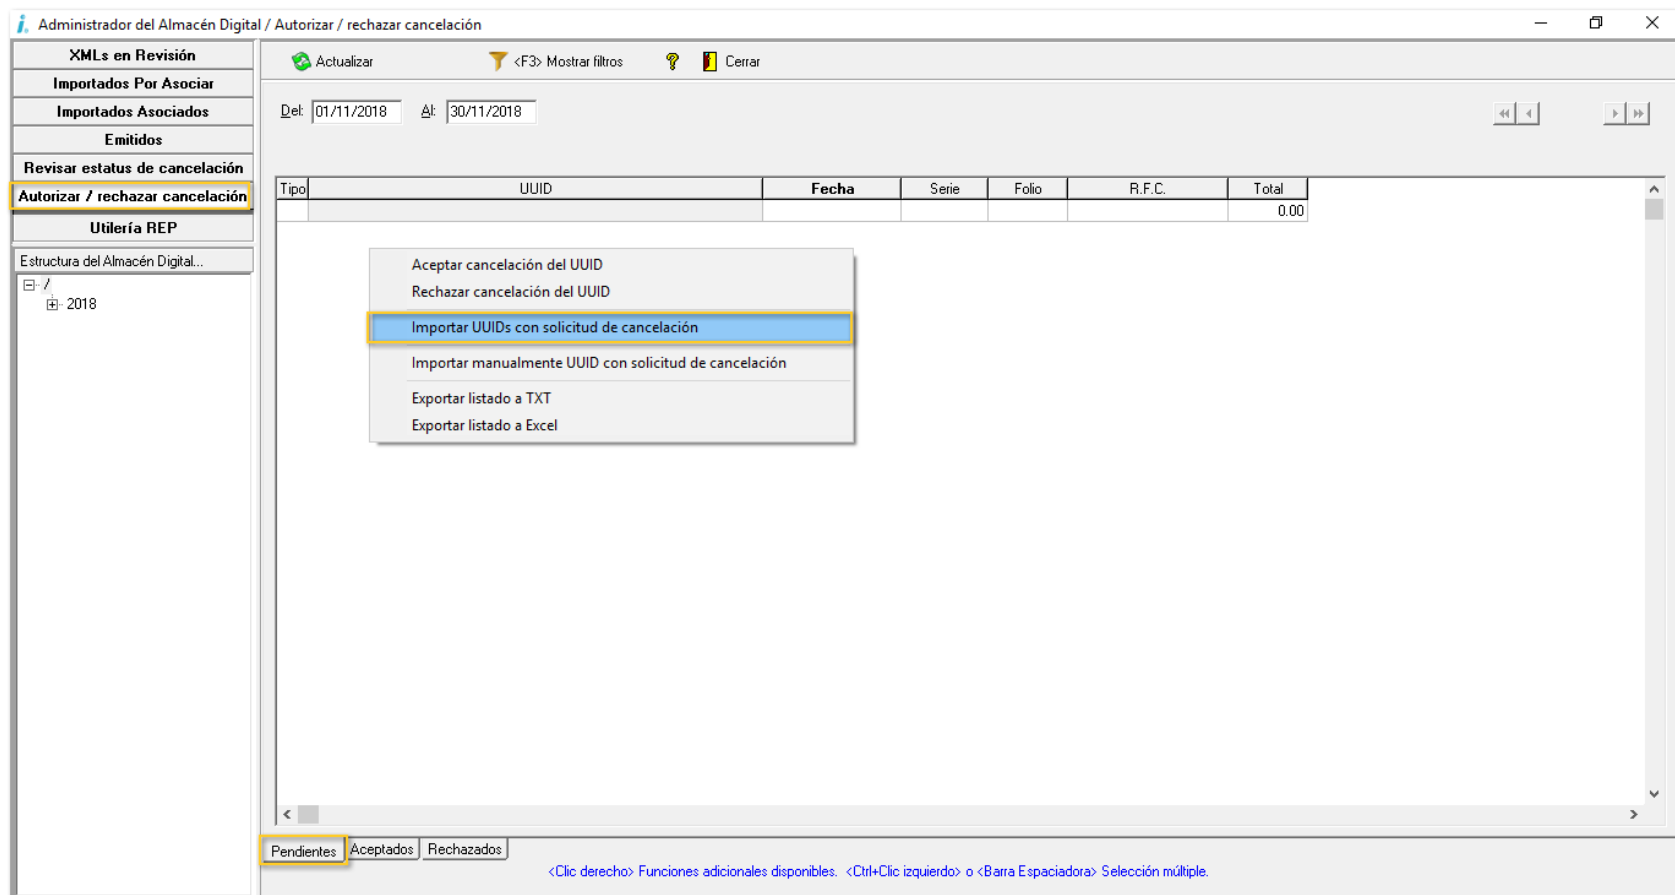 Administrador del Almacén Digital / Autorizar / rechazar cancelación
XMLs en Revisión
Importados Por Asociar
Importados Asociados
Emitidos
Revisar estatus de cancelación
Autorizar / rechazar cancelación
Utilería REP
Estructura del Almacén Digital...
/
2018
Actualizar <F3> Mostrar filtros ? Cerrar
Del: 01/11/2018 Al: 30/11/2018
Tipo UUID Fecha Serie Folio R.F.C. Total
0.00
Aceptar cancelación del UUID
Rechazar cancelación del UUID
Importar UUIDs con solicitud de cancelación
Importar manualmente UUID con solicitud de cancelación
Exportar listado a TXT
Exportar listado a Excel
Pendientes Aceptados Rechazados
<Clic derecho> Funciones adicionales disponibles. <Ctrl+Clic izquierdo> o <Barra Espaciadora> Selección múltiple.